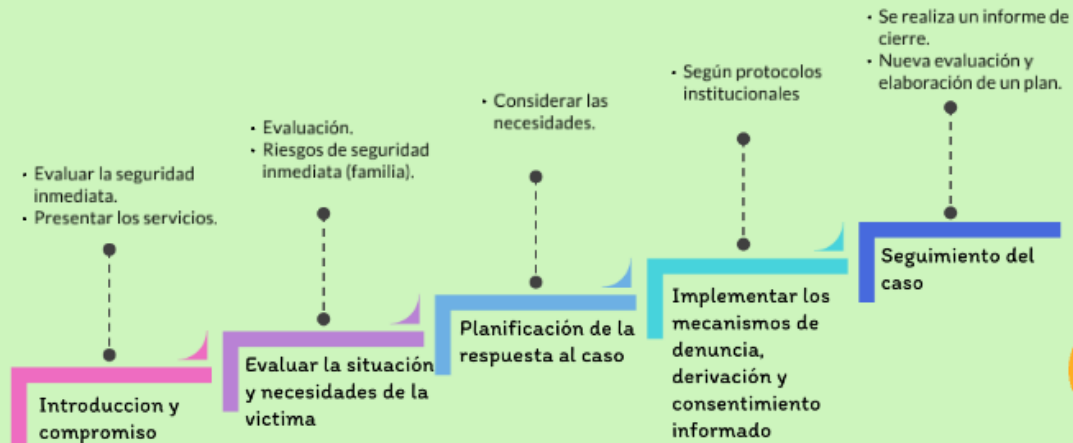 • Evaluar la seguridad
inmediata.
• Presentar los servicios.
Introduccion y
compromiso
• Evaluación.
• Riesgos de seguridad
inmediata (familia).
Evaluar la situación
y necesidades de la
victima
• Considerar las
necesidades.
Planificación de la
respuesta al caso
• Según protocolos
institucionales
Implementar los
mecanismos de
denuncia,
derivación y
consentimiento
informado
• Se realiza un informe de
cierre.
• Nueva evaluación y
elaboración de un plan.
Seguimiento del
caso